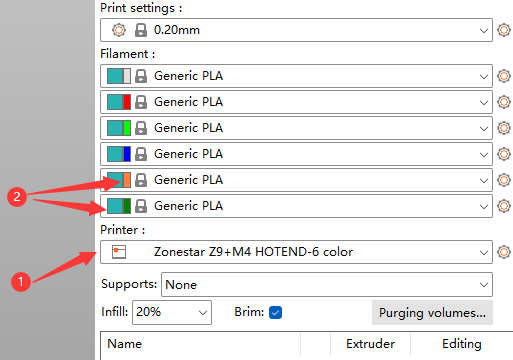 Print settings :
0.20mm
Filament :
Generic PLA
Generic PLA
Generic PLA
Generic PLA
2
Generic PLA
Generic PLA
Printer :
1
Zonestar Z9+M4 HOTEND-6 color
Supports: None
Infill: 20% Brim: Purging volumes...
Name Extruder Editing